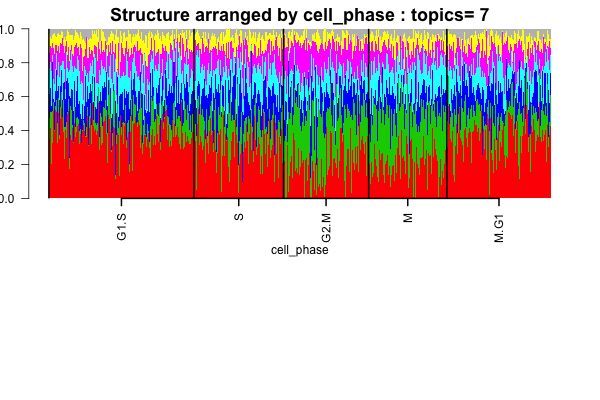 Structure arranged by cell_phase : topics= 7
1.0
0.8
0.6
0.4
0.2
0.0
G1.S
S
G2.M
M
M.G1
cell_phase